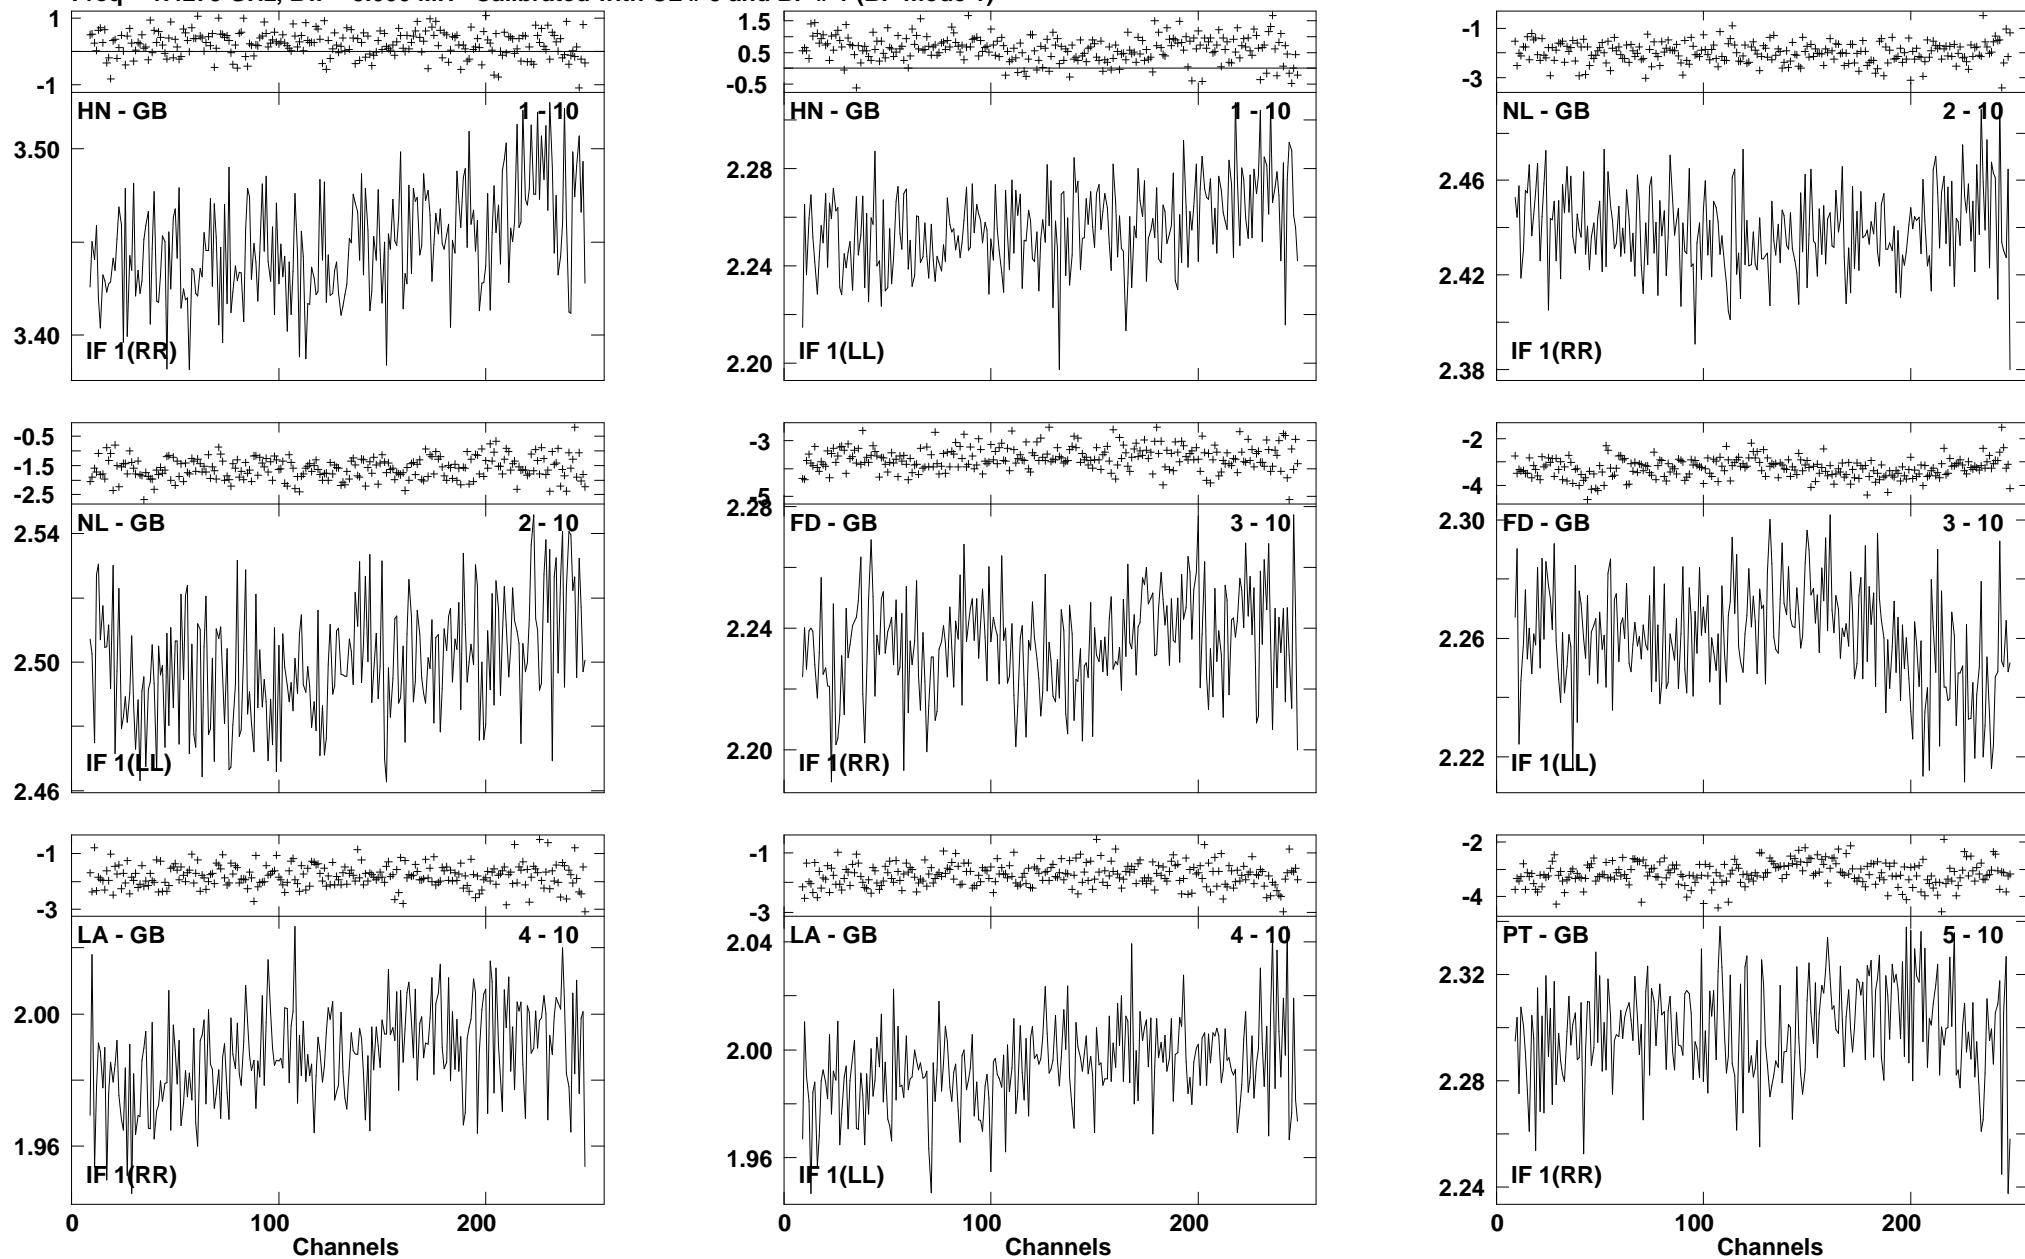 1
-1
HN - GB 1 - 10
3.50
3.40
IF 1(RR)
1.5
0.5
-0.5
HN - GB 1 - 10
2.28
2.24
2.20
IF 1(LL)
-1
-3
NL - GB 2 - 10
2.46
2.42
2.38
IF 1(RR)
-0.5
-1.5
-2.5
NL - GB 2 - 10
2.54
2.50
2.46
IF 1(LL)
-3
-5
2.28
FD - GB 3 - 10
2.24
2.20
IF 1(RR)
-2
-4
2.30
FD - GB 3 - 10
2.26
2.22
IF 1(LL)
-1
-3
LA - GB 4 - 10
2.00
1.96
IF 1(RR)
0 100 200
Channels
-1
-3
LA - GB 4 - 10
2.04
2.00
1.96
IF 1(LL)
0 100 200
Channels
-2
-4
PT - GB 5 - 10
2.32
2.28
2.24
IF 1(RR)
0 100 200
Channels